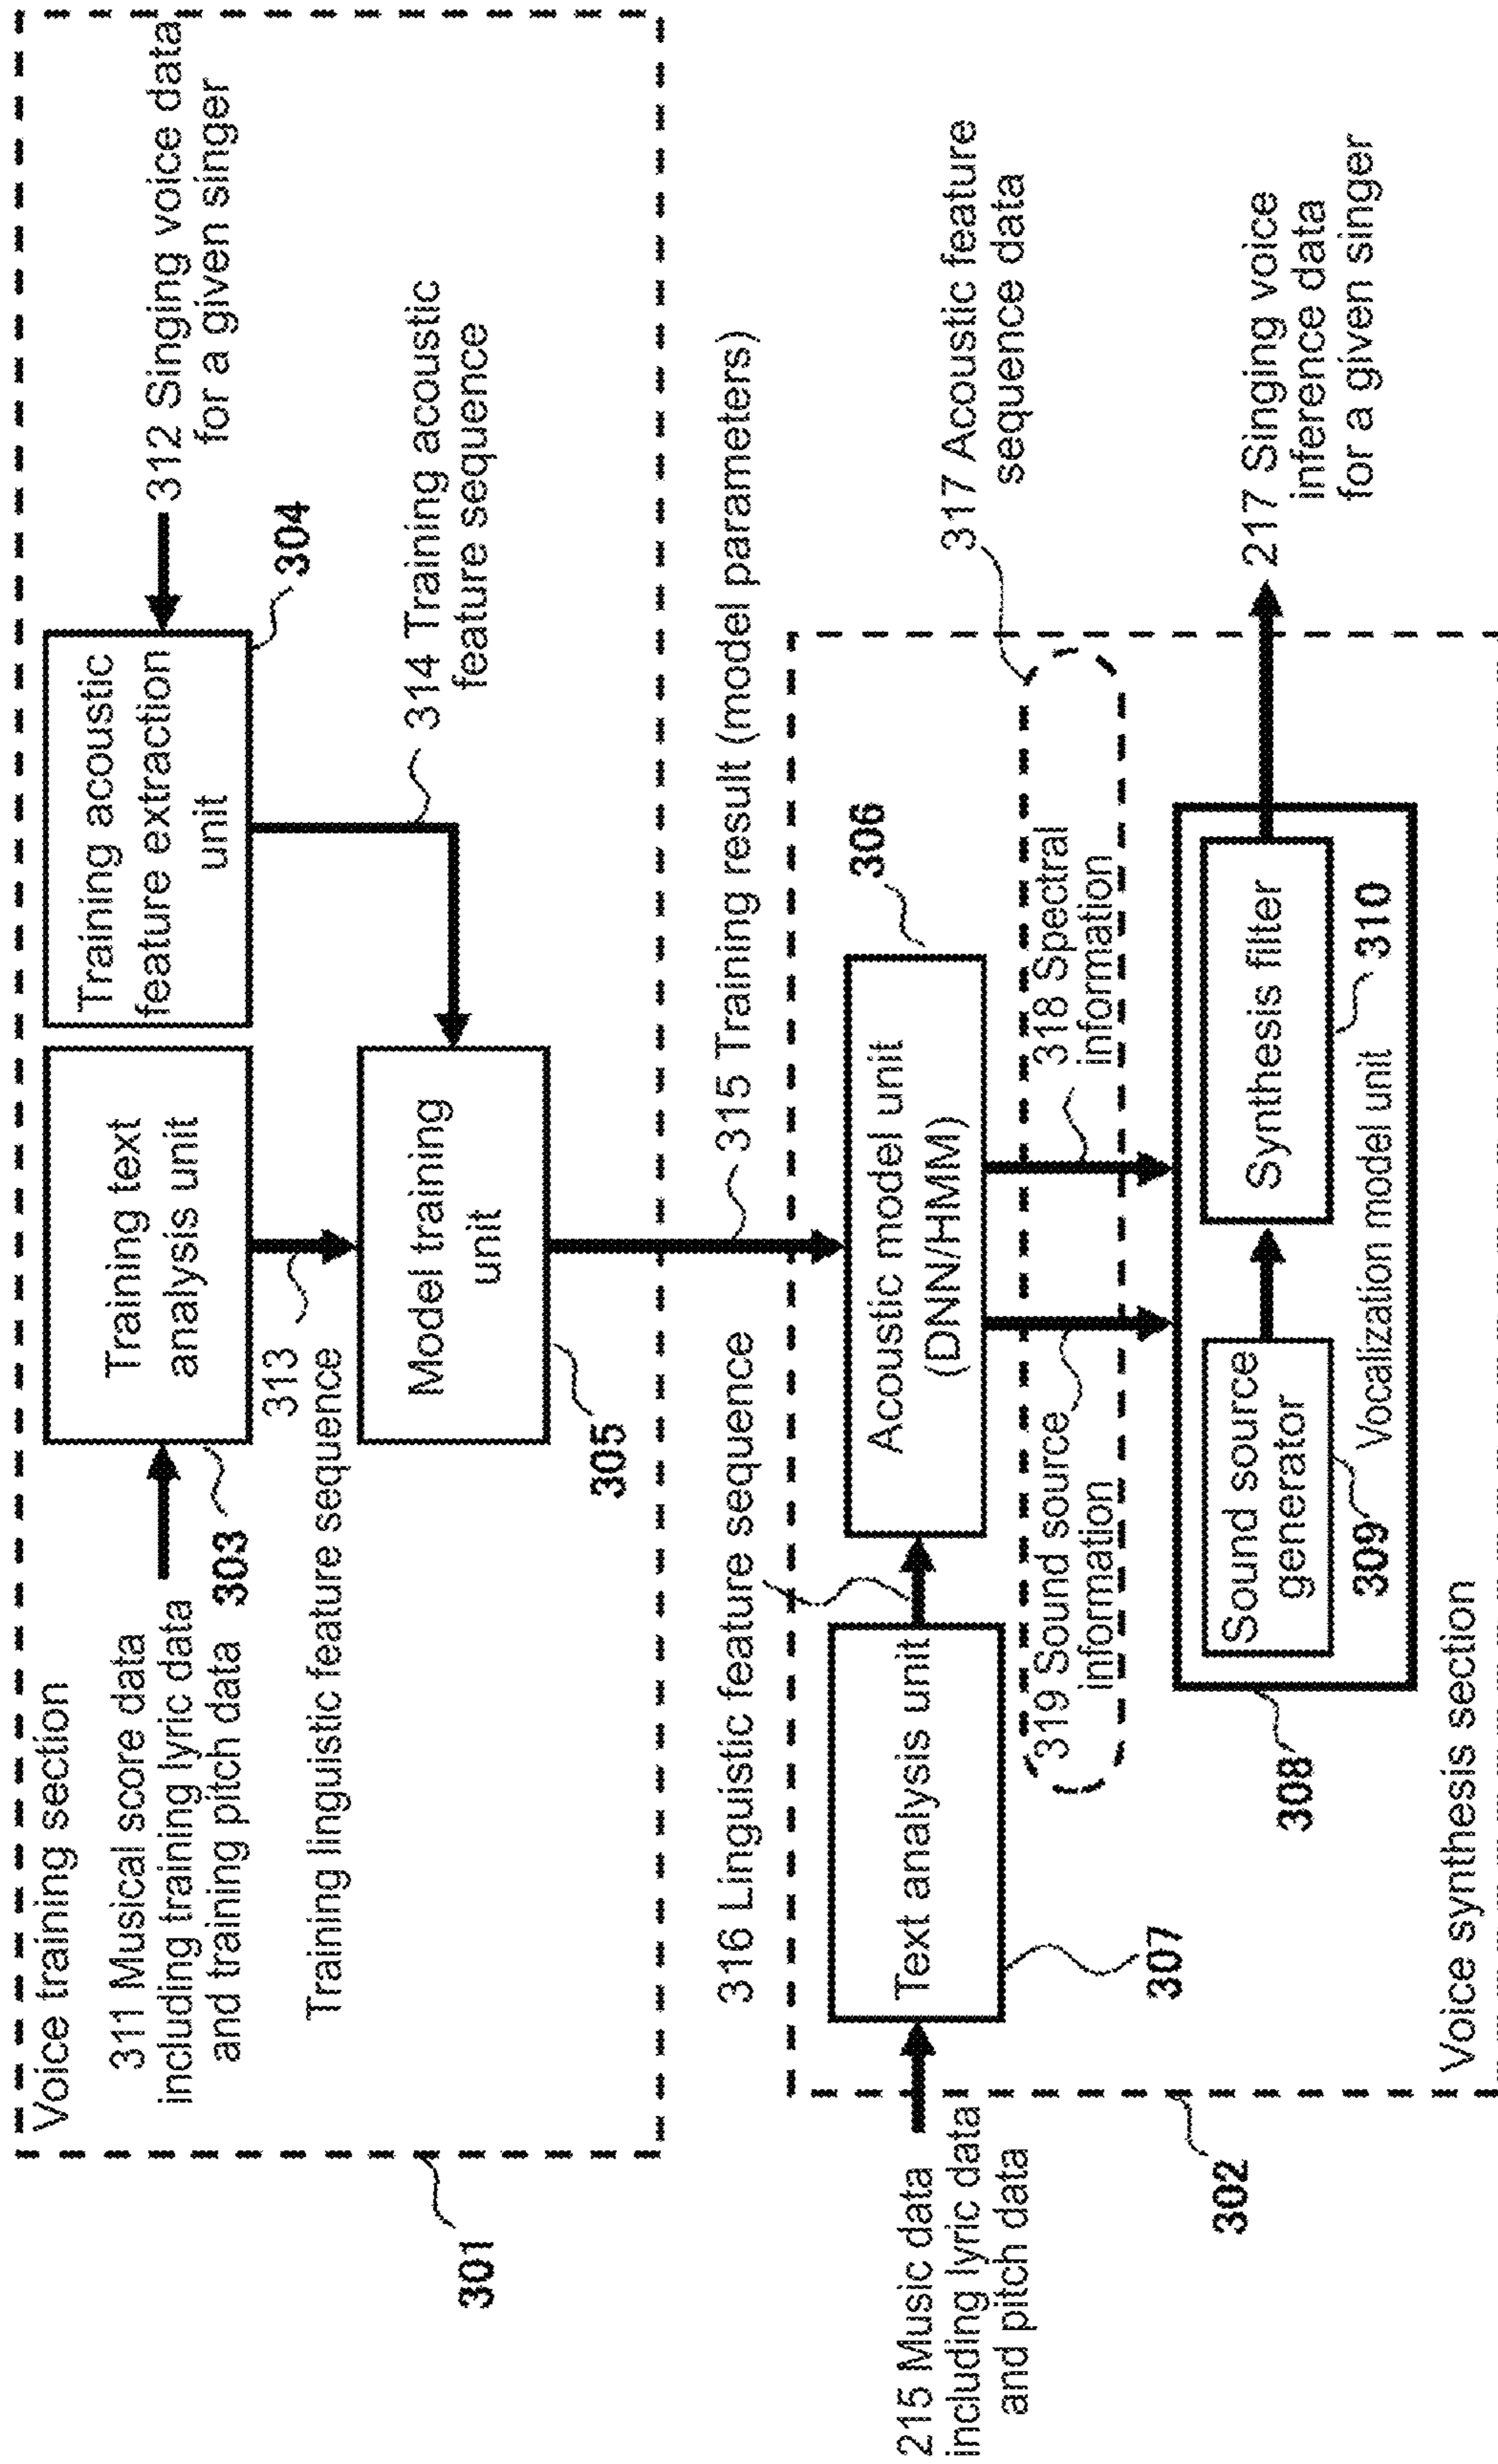 Voice training section
311 Musical score data
including training lyric data
and training pitch data
303
Training text
analysis unit
Training acoustic
feature extraction
unit
312 Singing voice data
for a given singer
304
313
Training linguistic feature sequence
Model training
unit
305
314 Training acoustic
feature sequence
301
316 Linguistic feature sequence
315 Training result (model parameters)
215 Music data
including lyric data
and pitch data
Text analysis unit
307
Acoustic model unit
(DNN/HMM)
306
317 Acoustic feature
sequence data
319 Sound source
information
318 Spectral
information
308
Sound source
generator
309
Synthesis filter
310
Vocalization model unit
217 Singing voice
inference data
for a given singer
302
Voice synthesis section